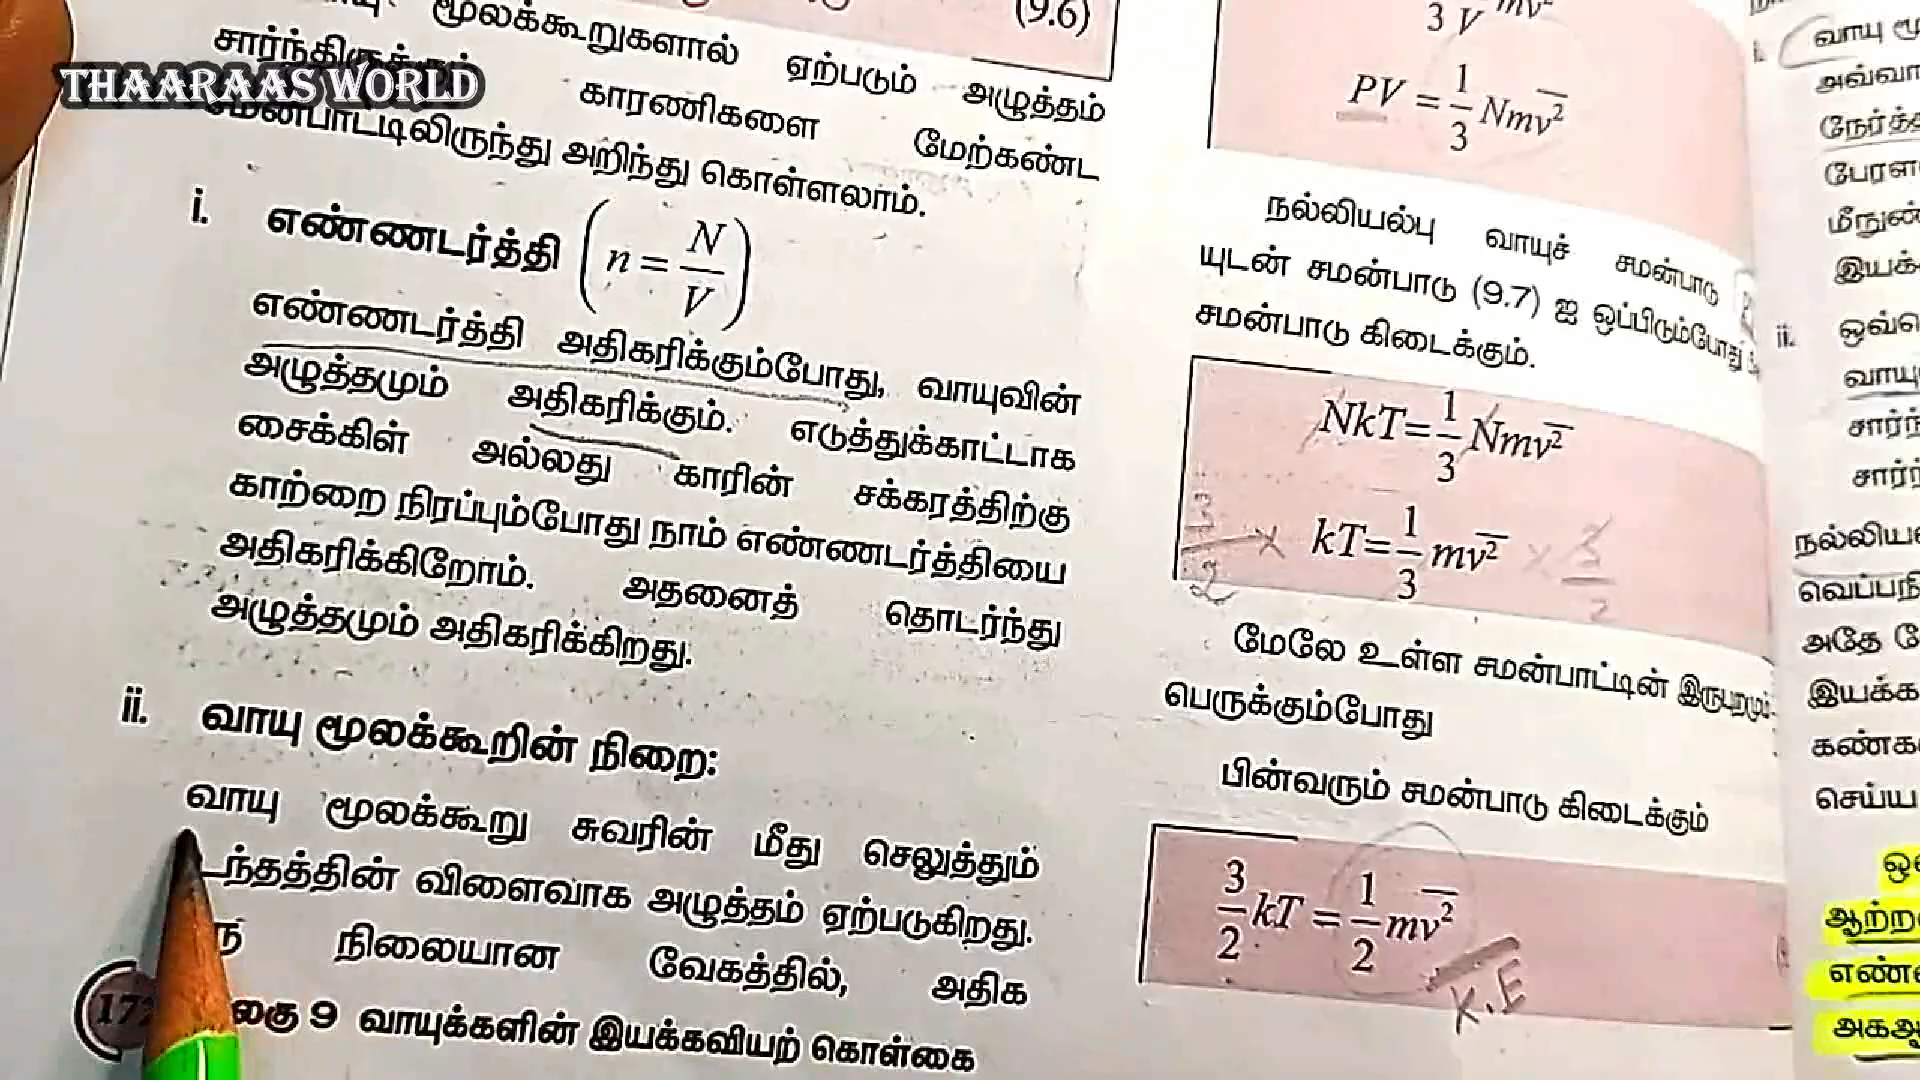 THAARAAS WORLD
மூலக்கூறுகளால் ஏற்படும் அழுத்தம்
சார்ந்திருக்கும் காரணிகளை மேற்கண்ட
சமன்பாட்டிலிருந்து அறிந்து கொள்ளலாம்.
i. எண்ணடர்த்தி (n = N/V)
எண்ணடர்த்தி அதிகரிக்கும்போது, வாயுவின்
அழுத்தமும் அதிகரிக்கும். எடுத்துக்காட்டாக
சைக்கிள் அல்லது காரின் சக்கரத்திற்கு
காற்றை நிரப்பும்போது நாம் எண்ணடர்த்தியை
அதிகரிக்கிறோம். அதனைத் தொடர்ந்து
அழுத்தமும் அதிகரிக்கிறது.
ii. வாயு மூலக்கூறின் நிறை:
வாயு மூலக்கூறு சுவரின் மீது செலுத்தும்
உந்தத்தின் விளைவாக அழுத்தம் ஏற்படுகிறது.
நிலையான வேகத்தில், அதிக
9 வாயுக்களின் இயக்கவியற் கொள்கை
(9.6)
PV = 1/3 Nmv̅²
நல்லியல்பு வாயுச் சமன்பாடு
யுடன் சமன்பாடு (9.7) ஐ ஒப்பிடும்போது
சமன்பாடு கிடைக்கும்.
NkT = 1/3 Nmv̅²
3/2 × kT = 1/3 mv̅² × 3/2
மேலே உள்ள சமன்பாட்டின் இருபுறமும்
பெருக்கும்போது
பின்வரும் சமன்பாடு கிடைக்கும்
3/2 kT = 1/2 mv̅²
K.E
i. வாயு
ii.